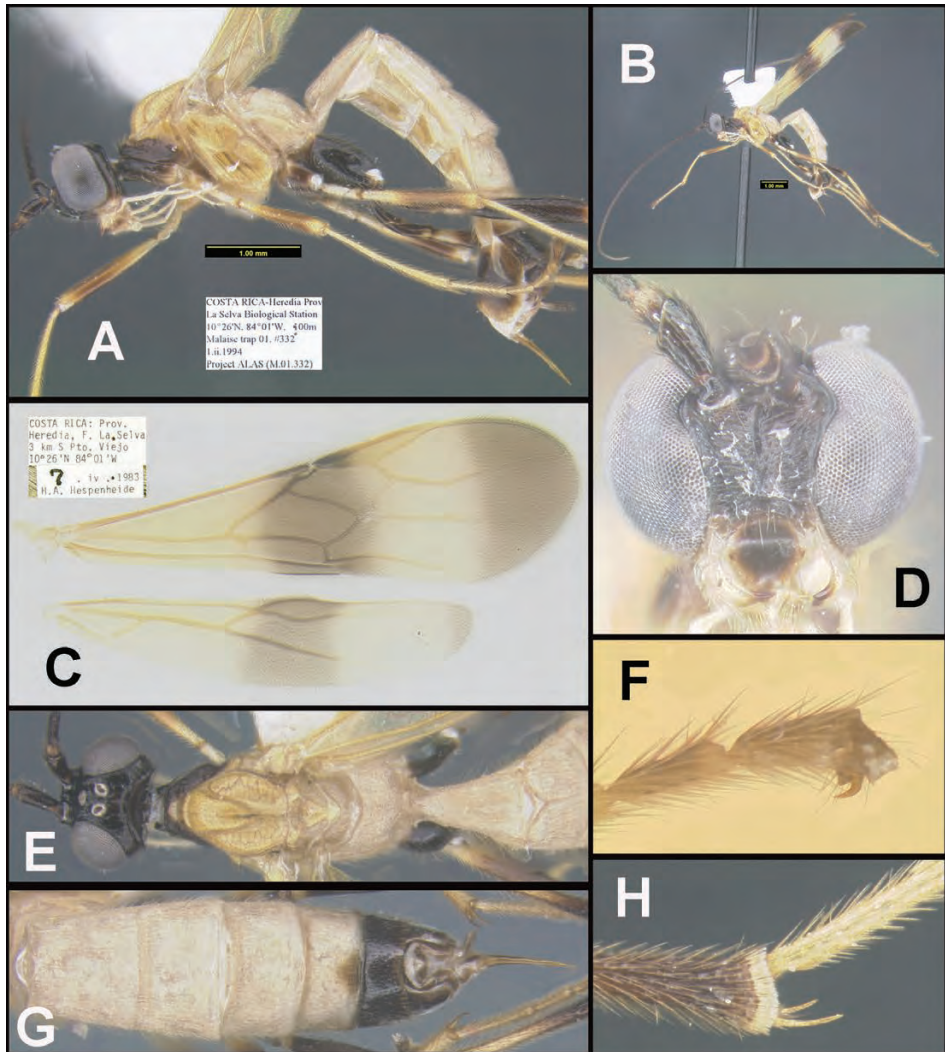 A
1.00 mm
COSTA RICA-Heredia Prov
La Selva Biological Station
10°26'N. 84°01'W. 100m
Malaise trap 01. #332
1.ii.1994
Project ALAS (M.01.332)
B
1.00 mm
COSTA RICA: Prov.
Heredia, F. La Selva
3 km S Pto. Viejo
10°26'N 84°01'W
7 . iv . 1983
H.A. Hespenheide
C
D
E
F
G
H